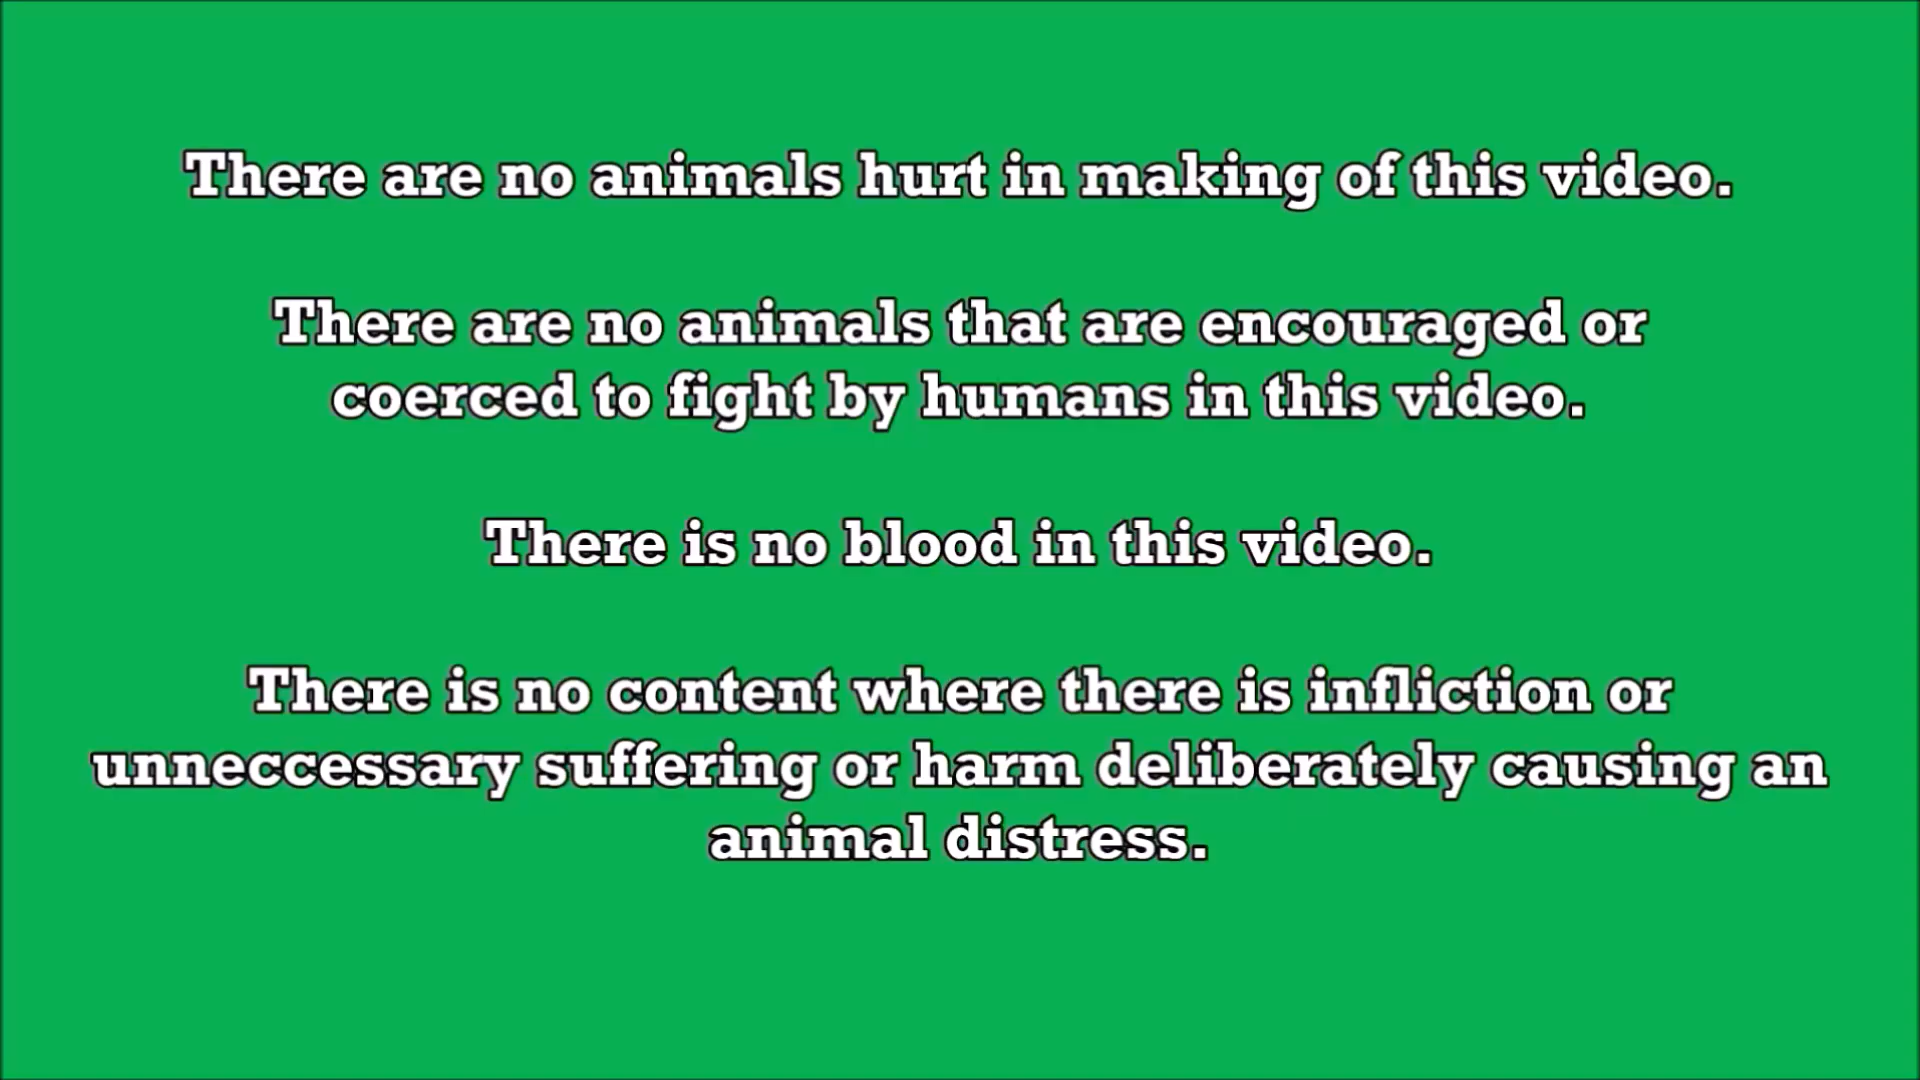 There are no animals hurt in making of this video.
There are no animals that are encouraged or
coerced to fight by humans in this video.
There is no blood in this video.
There is no content where there is infliction or
unneccessary suffering or harm deliberately causing an
animal distress.